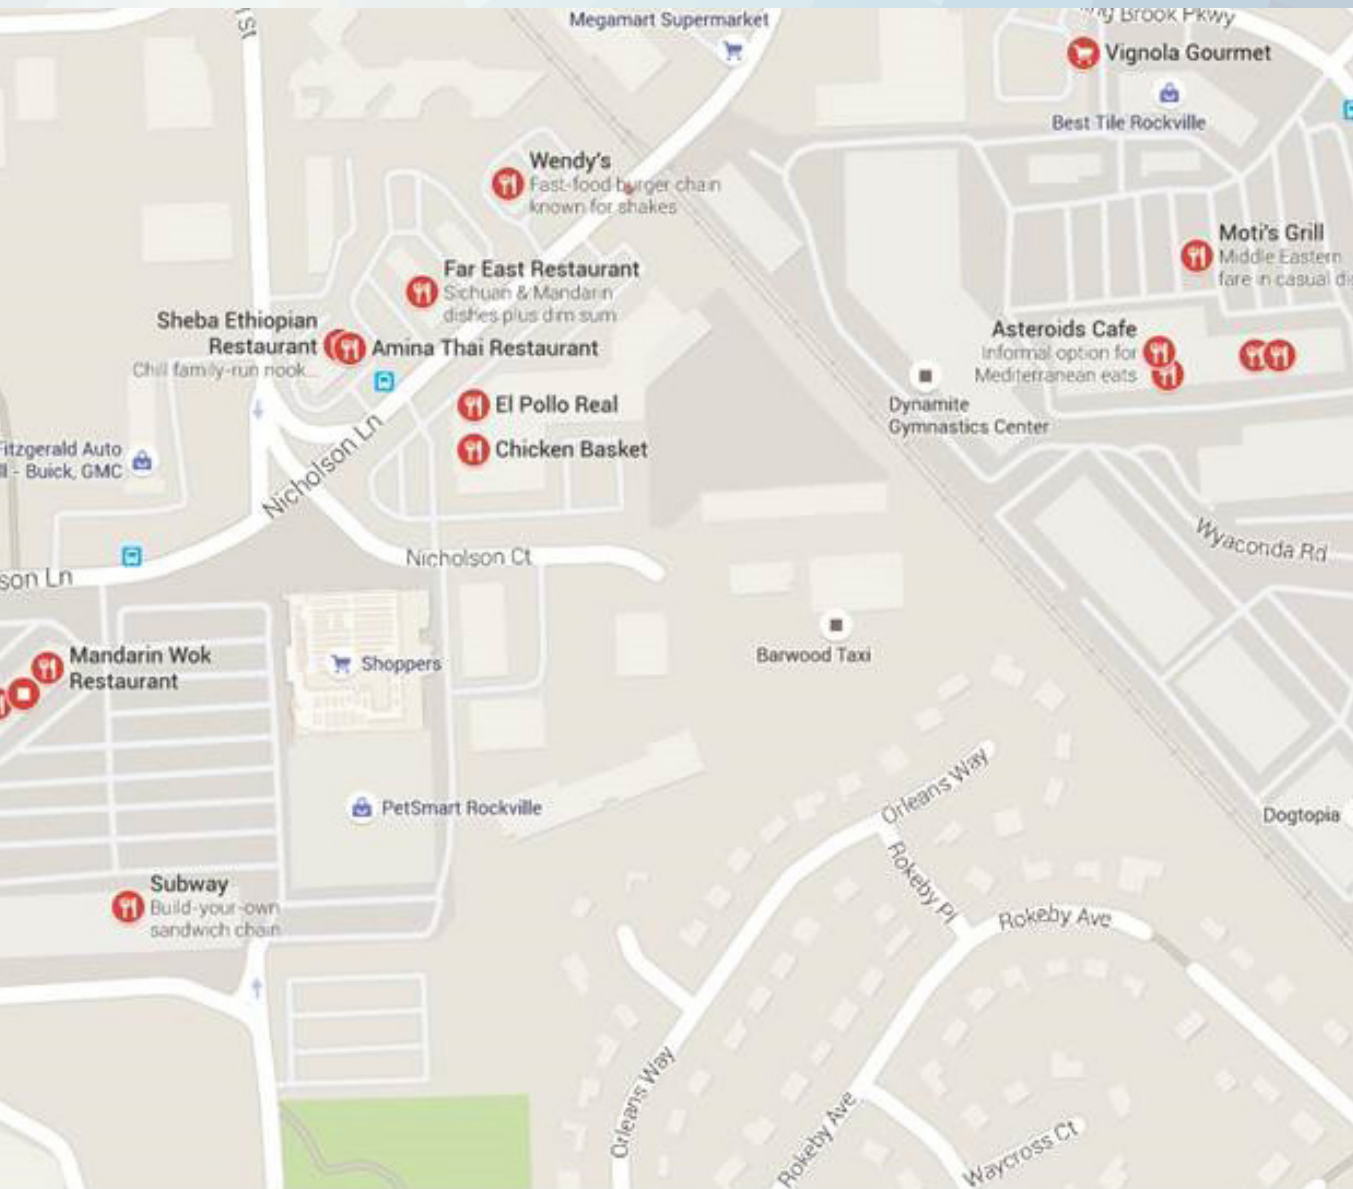 St
Megamart Supermarket
Brook Pkwy
Vignola Gourmet
Best Tile Rockville
Wendy's
Fast-food burger chain
known for shakes
Moti's Grill
Middle Eastern
fare in casual
Far East Restaurant
Sichuan & Mandarin
dishes plus dim sum
Sheba Ethiopian
Restaurant
Chill family-run nook...
Amina Thai Restaurant
Asteroids Cafe
Informal option for
Mediterranean eats
El Pollo Real
Chicken Basket
Dynamite
Gymnastics Center
Fitzgerald Auto
- Buick, GMC
Nicholson Ln
Nicholson Ct
Wyaconda Rd
son Ln
Mandarin Wok
Restaurant
Shoppers
Barwood Taxi
PetSmart Rockville
Orleans Way
Dogtopia
Rokeby Pl
Rokeby Ave
Subway
Build-your-own
sandwich chain
Orleans Way
Rokeby Ave
Waycross Ct